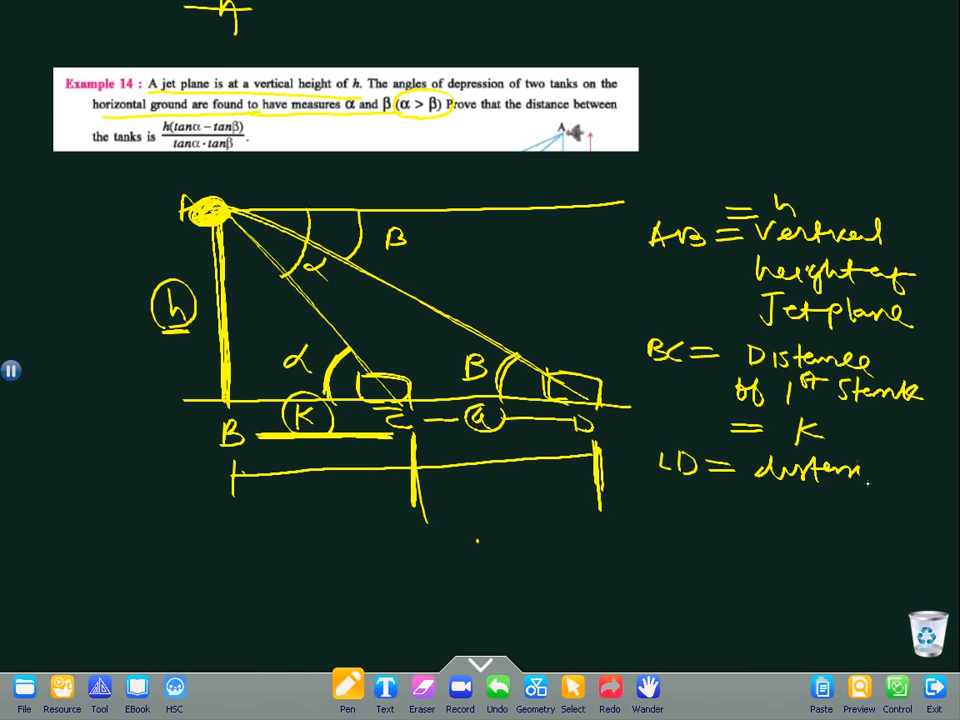 h
Example 14 : A jet plane is at a vertical height of h. The angles of depression of two tanks on the
horizontal ground are found to have measures α and β (α > β) Prove that the distance between
the tanks is h(tanα − tanβ) / tanα · tanβ .
A
A
= h
AB = Vertical
height of
Jet plane
β
α
h
BC = Distance
of 1st
= K
α
β
K
C
a
D
B
CD =
File
Resource
Tool
EBook
HSC
Pen
Text
Eraser
Record
Undo
Geometry
Select
Redo
Wander
Paste
Preview
Control
Exit